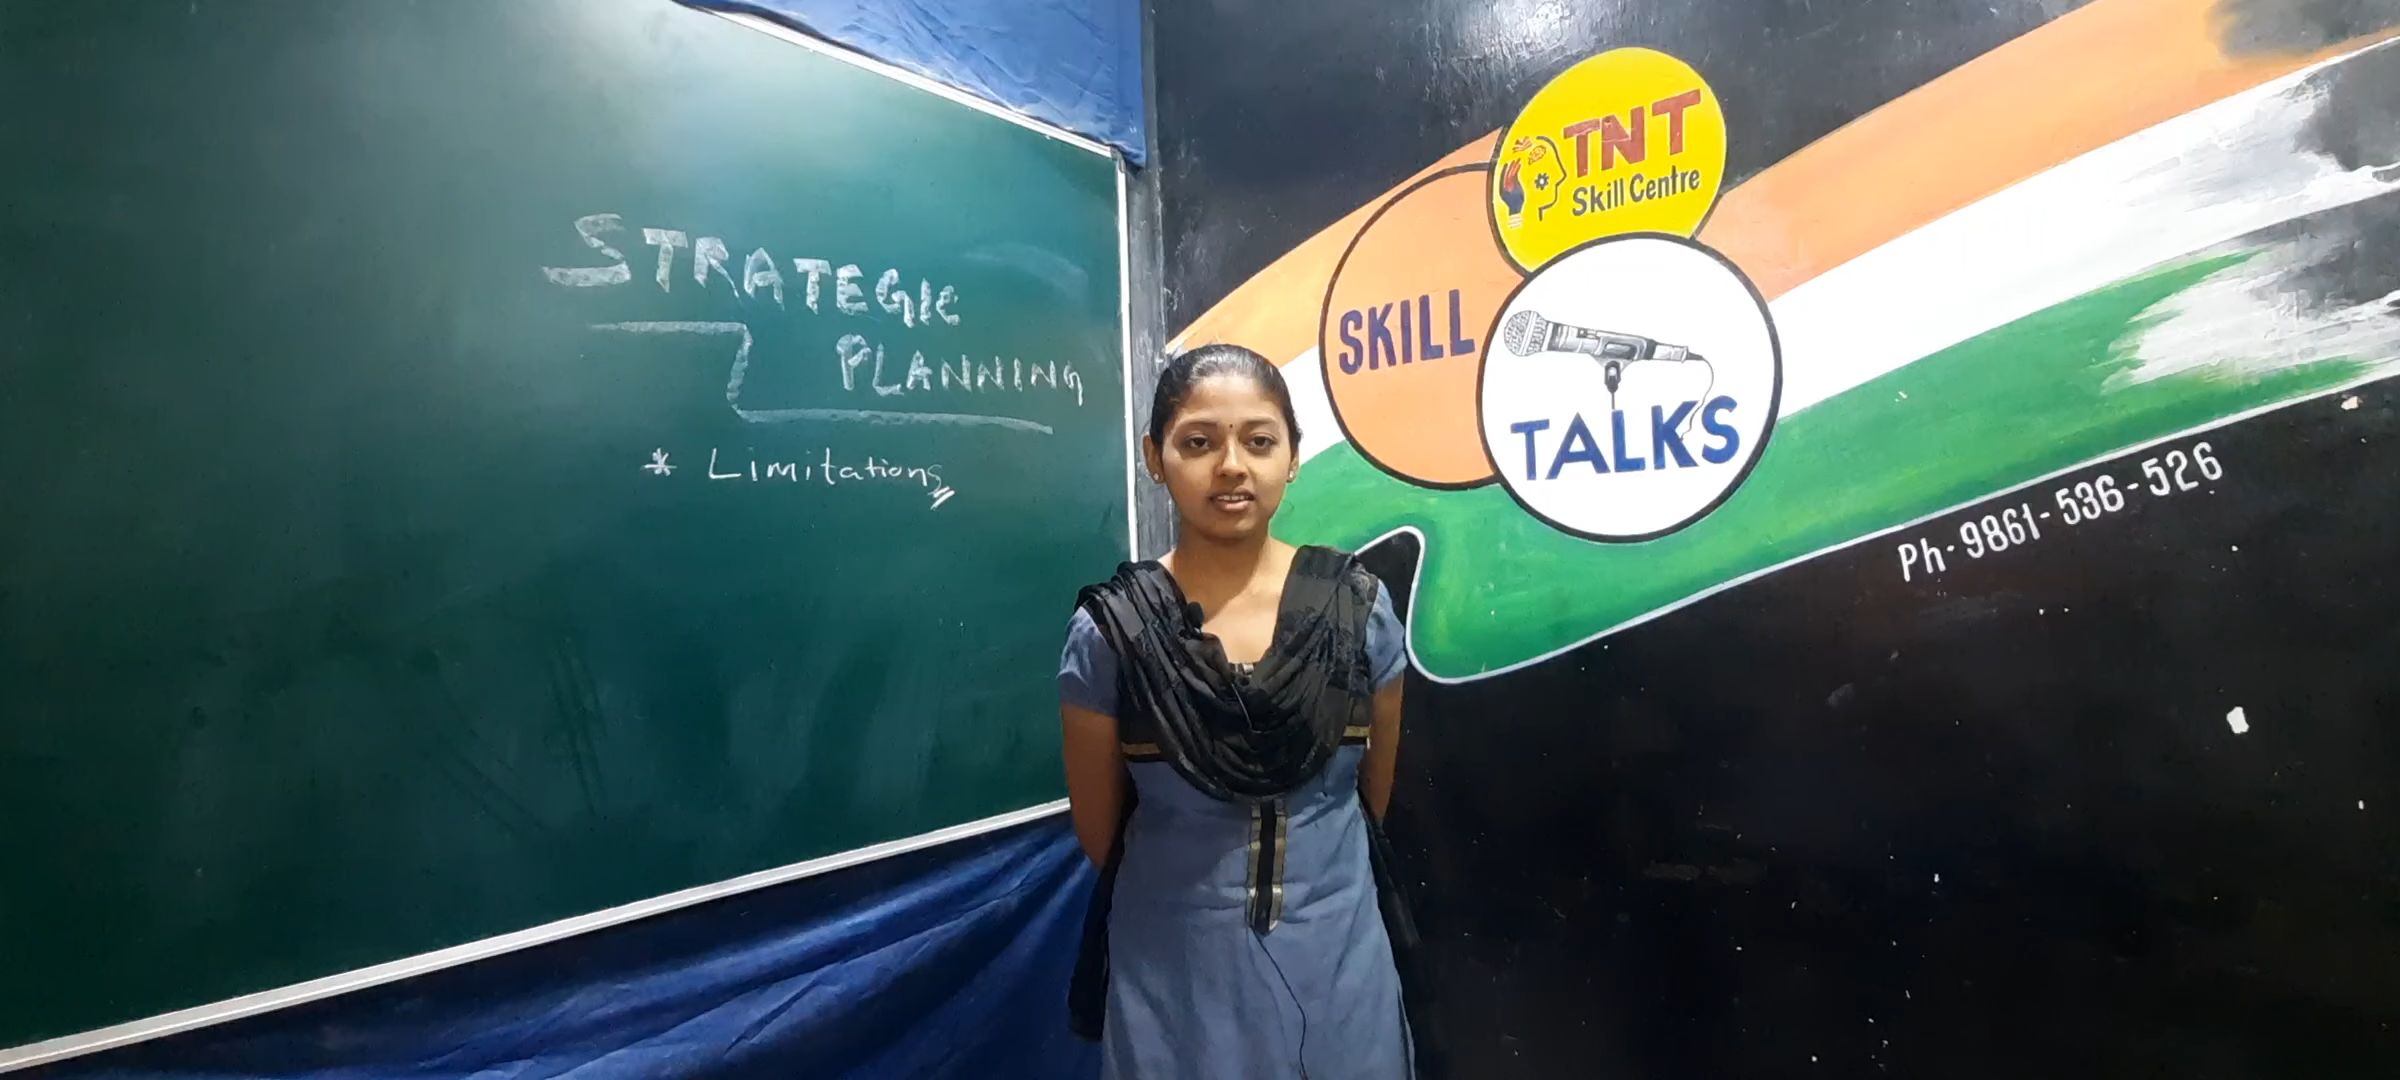 STRATEGIC
PLANNING
* Limitations
TNT
Skill Centre
SKILL
TALKS
Ph-9861-536-526